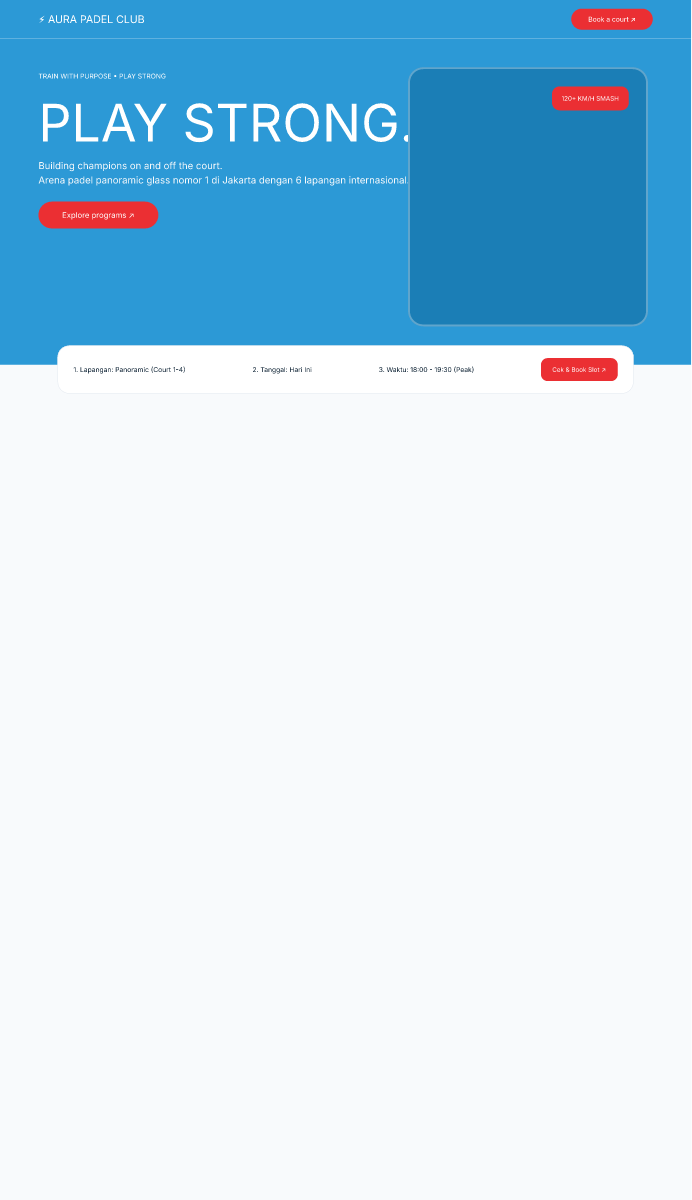 ⚡ AURA PADEL CLUB
Book a court ↗
TRAIN WITH PURPOSE • PLAY STRONG
120+ KM/H SMASH
PLAY STRONG.
Building champions on and off the court.
Arena padel panoramic glass nomor 1 di Jakarta dengan 6 lapangan internasional.
Explore programs ↗
1. Lapangan: Panoramic (Court 1-4)
2. Tanggal: Hari Ini
3. Waktu: 18:00 - 19:30 (Peak)
Cek & Book Slot ↗